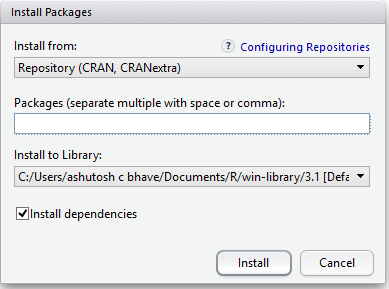 Install Packages
Install from:
? Configuring Repositories
Repository (CRAN, CRANextra)
Packages (separate multiple with space or comma):
Install to Library:
C:/Users/ashutosh c bhave/Documents/R/win-library/3.1 [Defa
Install dependencies
Install
Cancel